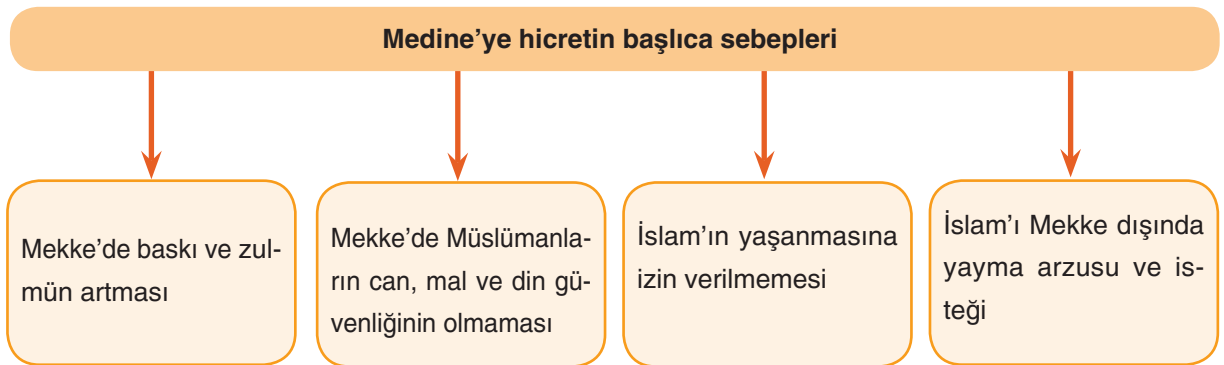 Medine’ye hicretin başlıca sebepleri
Mekke’de baskı ve zul-
mün artması
Mekke’de Müslümanla-
rın can, mal ve din gü-
venliğinin olmaması
İslam’ın yaşanmasına
izin verilmemesi
İslam’ı Mekke dışında
yayma arzusu ve is-
teği